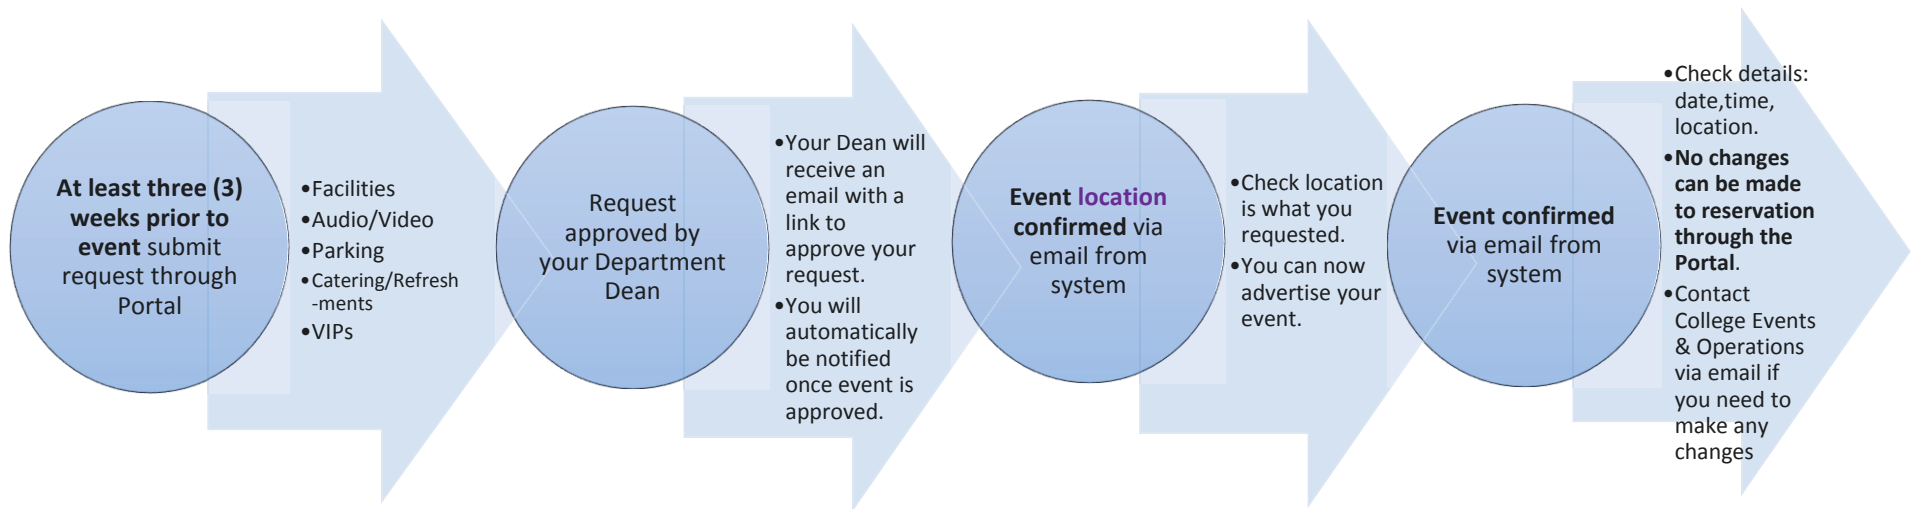 At least three (3)
weeks prior to
event submit
request through
Portal
•Facilities
•Audio/Video
•Parking
•Catering/Refresh
-ments
•VIPs
Request
approved by
your Department
Dean
•Your Dean will
receive an
email with a
link to
approve your
request.
•You will
automatically
be notified
once event is
approved.
Event location
confirmed via
email from
system
•Check location
is what you
requested.
•You can now
advertise your
event.
Event confirmed
via email from
system
•Check details:
date,time,
location.
•No changes
can be made
to reservation
through the
Portal.
•Contact
College Events
& Operations
via email if
you need to
make any
changes